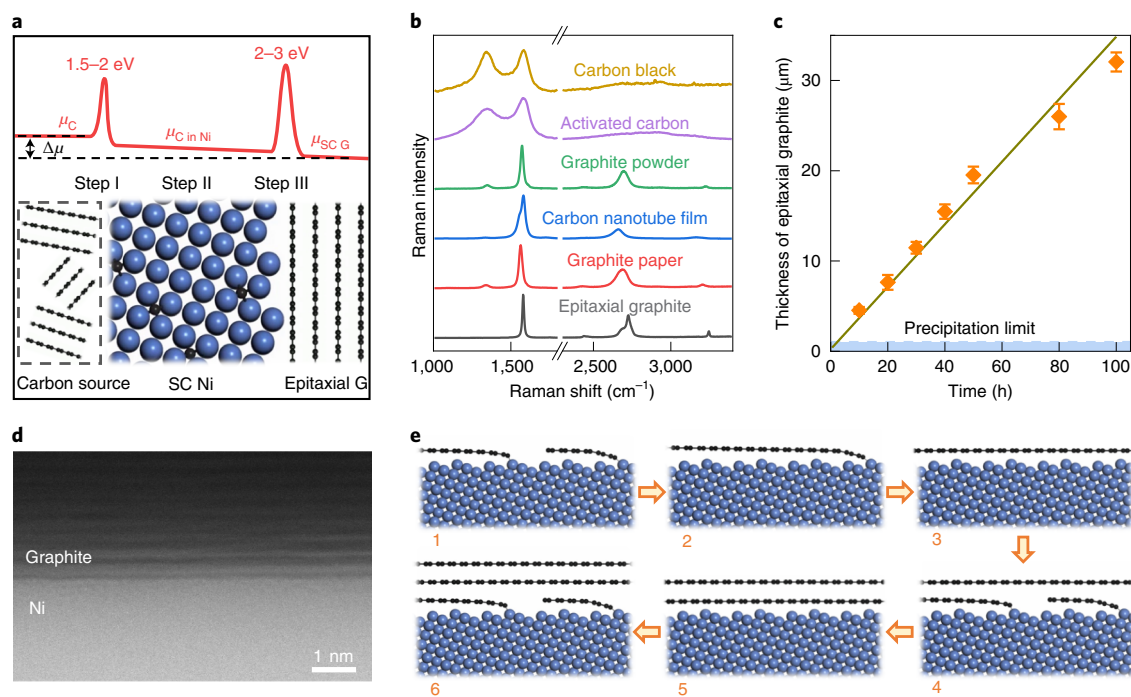 a
1.5–2 eV
2–3 eV
μC
μC in Ni
μSC G
Δμ
Step I
Step II
Step III
Carbon source
SC Ni
Epitaxial G
b
Carbon black
Activated carbon
Graphite powder
Carbon nanotube film
Graphite paper
Epitaxial graphite
Raman intensity
1,000
1,500
2,500
3,000
Raman shift (cm−1)
c
Thickness of epitaxial graphite (μm)
30
20
10
0
Precipitation limit
0
20
40
60
80
100
Time (h)
d
Graphite
Ni
1 nm
e
1
2
3
6
5
4